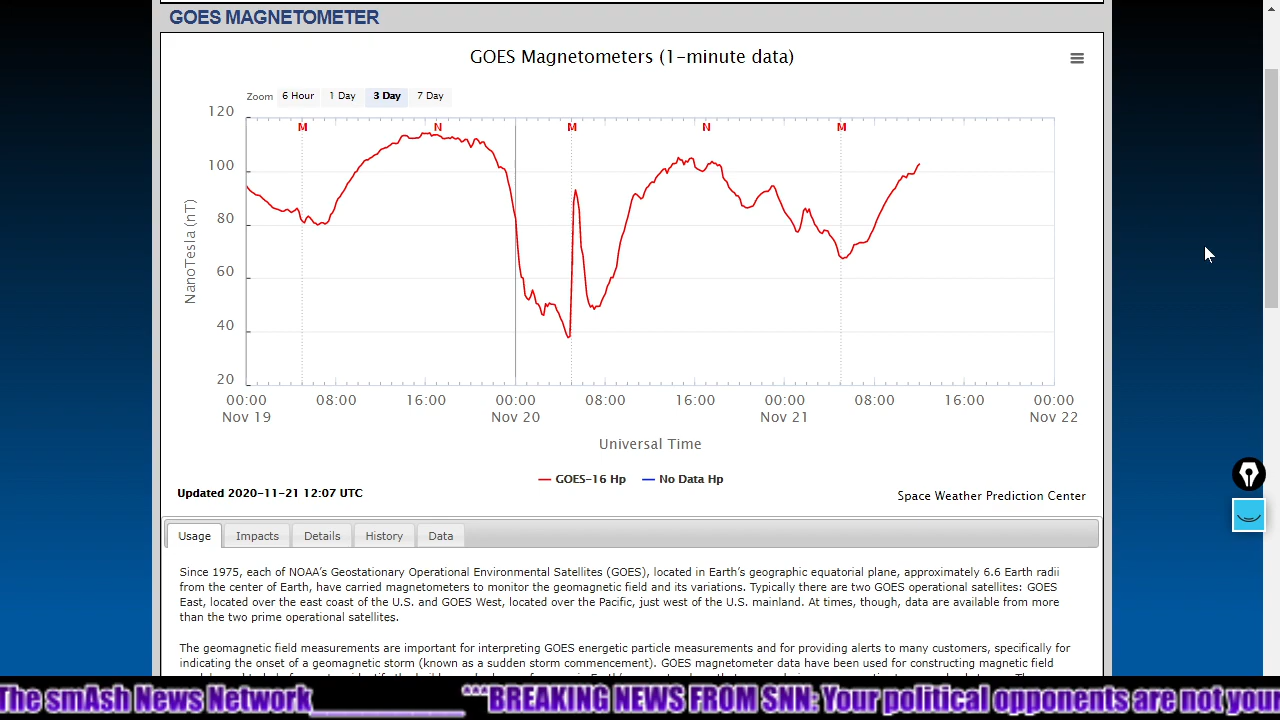 GOES MAGNETOMETER
GOES Magnetometers (1-minute data)
Zoom 6 Hour 1 Day 3 Day 7 Day
M N M N M
120
100
80
60
40
20
NanoTesla (nT)
00:00 08:00 16:00 00:00 08:00 16:00 00:00 08:00 16:00 00:00
Nov 19 Nov 20 Nov 21 Nov 22
Universal Time
GOES-16 Hp No Data Hp
Updated 2020-11-21 12:07 UTC
Space Weather Prediction Center
Usage Impacts Details History Data
Since 1975, each of NOAA's Geostationary Operational Environmental Satellites (GOES), located in Earth's geographic equatorial plane, approximately 6.6 Earth radii
from the center of Earth, have carried magnetometers to monitor the geomagnetic field and its variations. Typically there are two GOES operational satellites: GOES
East, located over the east coast of the U.S. and GOES West, located over the Pacific, just west of the U.S. mainland. At times, though, data are available from more
than the two prime operational satellites.
The geomagnetic field measurements are important for interpreting GOES energetic particle measurements and for providing alerts to many customers, specifically for
indicating the onset of a geomagnetic storm (known as a sudden storm commencement). GOES magnetometer data have been used for constructing magnetic field
The smAsh News Network______________***BREAKING NEWS FROM SNN: Your political opponents are not your